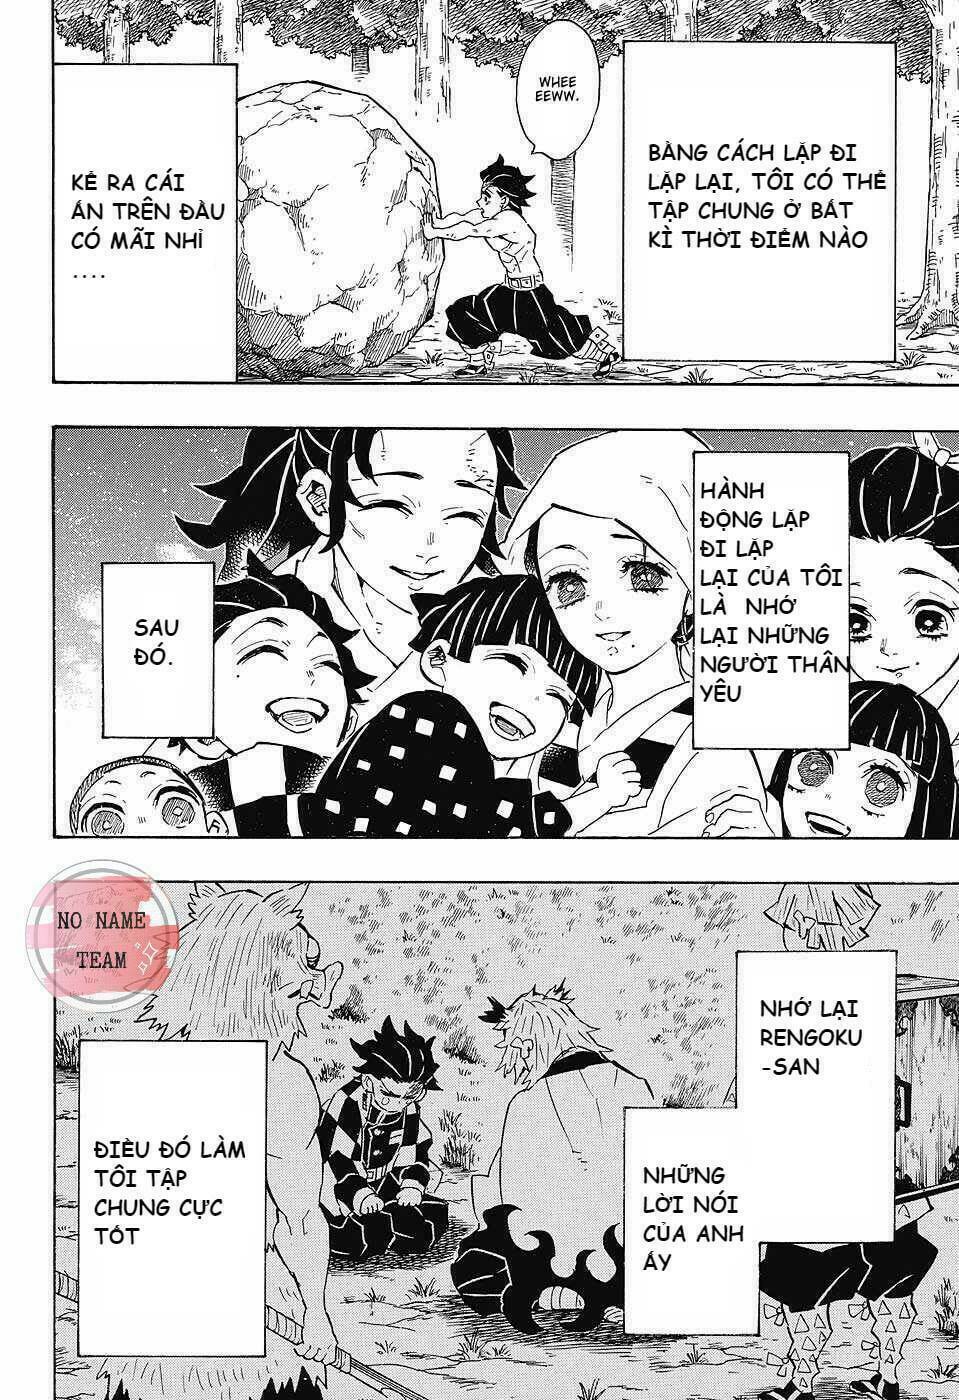 BẰNG CÁCH LẶP ĐI
LẶP LẠI, TÔI CÓ THỂ
TẬP CHUNG Ở BẤT
KÌ THỜI ĐIỂM NÀO
WHEE
EEWW.
KỂ RA CÁI
ẤN TRÊN ĐẦU
CÓ MÃI NHỈ
....
HÀNH
ĐỘNG LẶP
ĐI LẶP
LẠI CỦA TÔI
LÀ NHỚ
LẠI NHỮNG
NGƯỜI THÂN
YÊU
SAU
ĐÓ.
NHỚ LẠI
RENGOKU
-SAN
NHỮNG
LỜI NÓI
CỦA ANH
ẤY
ĐIỀU ĐÓ LÀM
TÔI TẬP
CHUNG CỰC
TỐT
NO NAME
TEAM